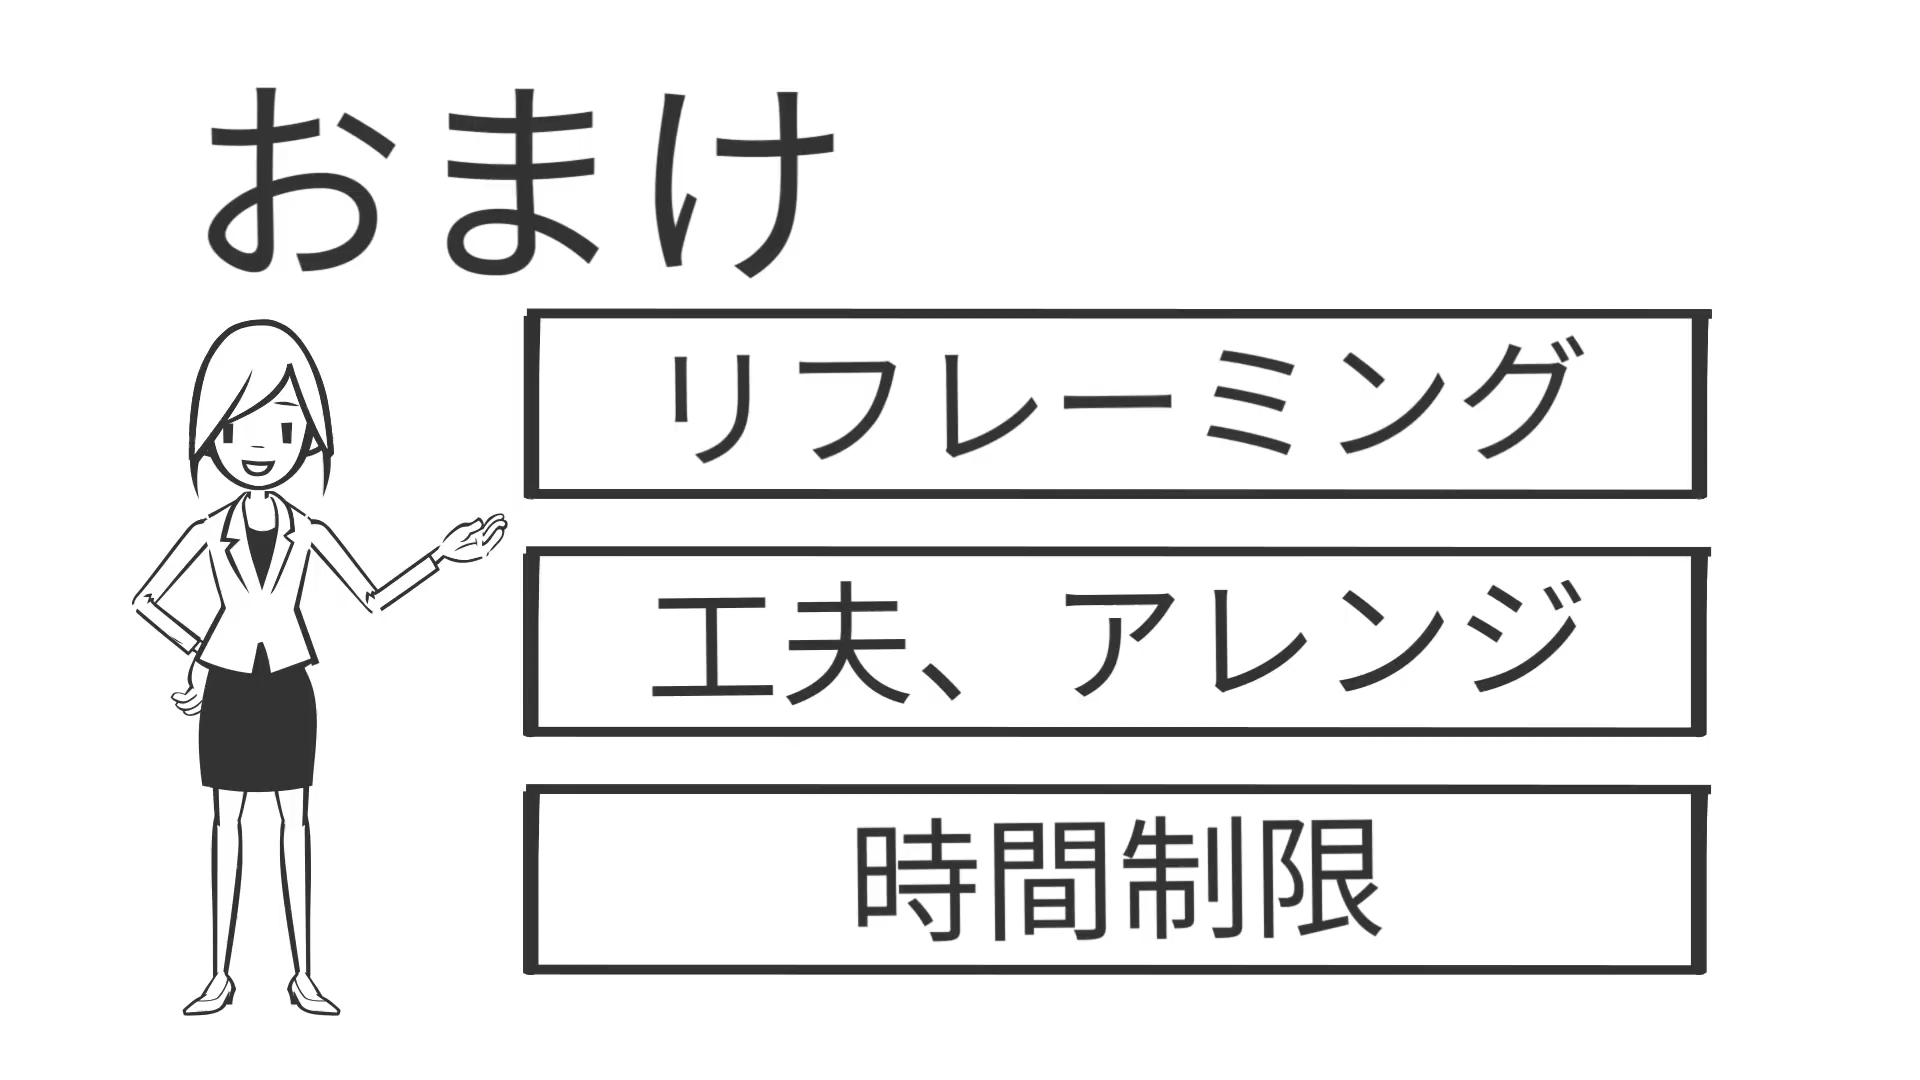 おまけ
リフレーミング
工夫、アレンジ
時間制限